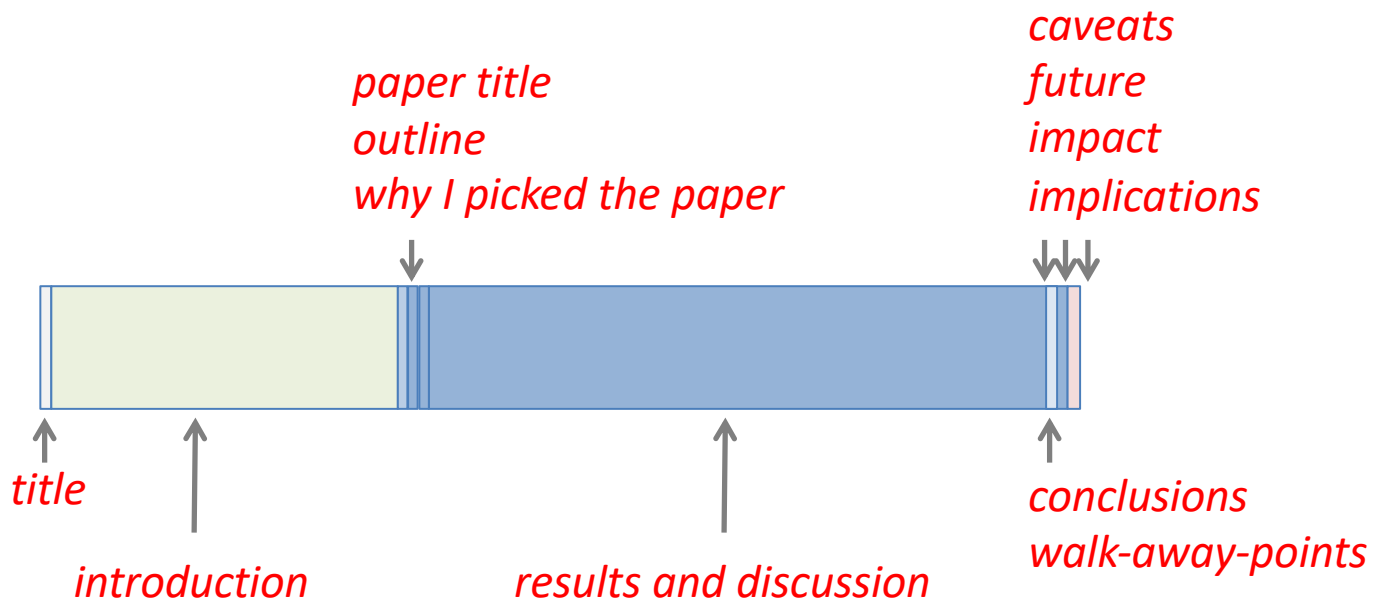 caveats
future
impact
implications
paper title
outline
why I picked the paper
title
introduction
results and discussion
conclusions
walk-away-points